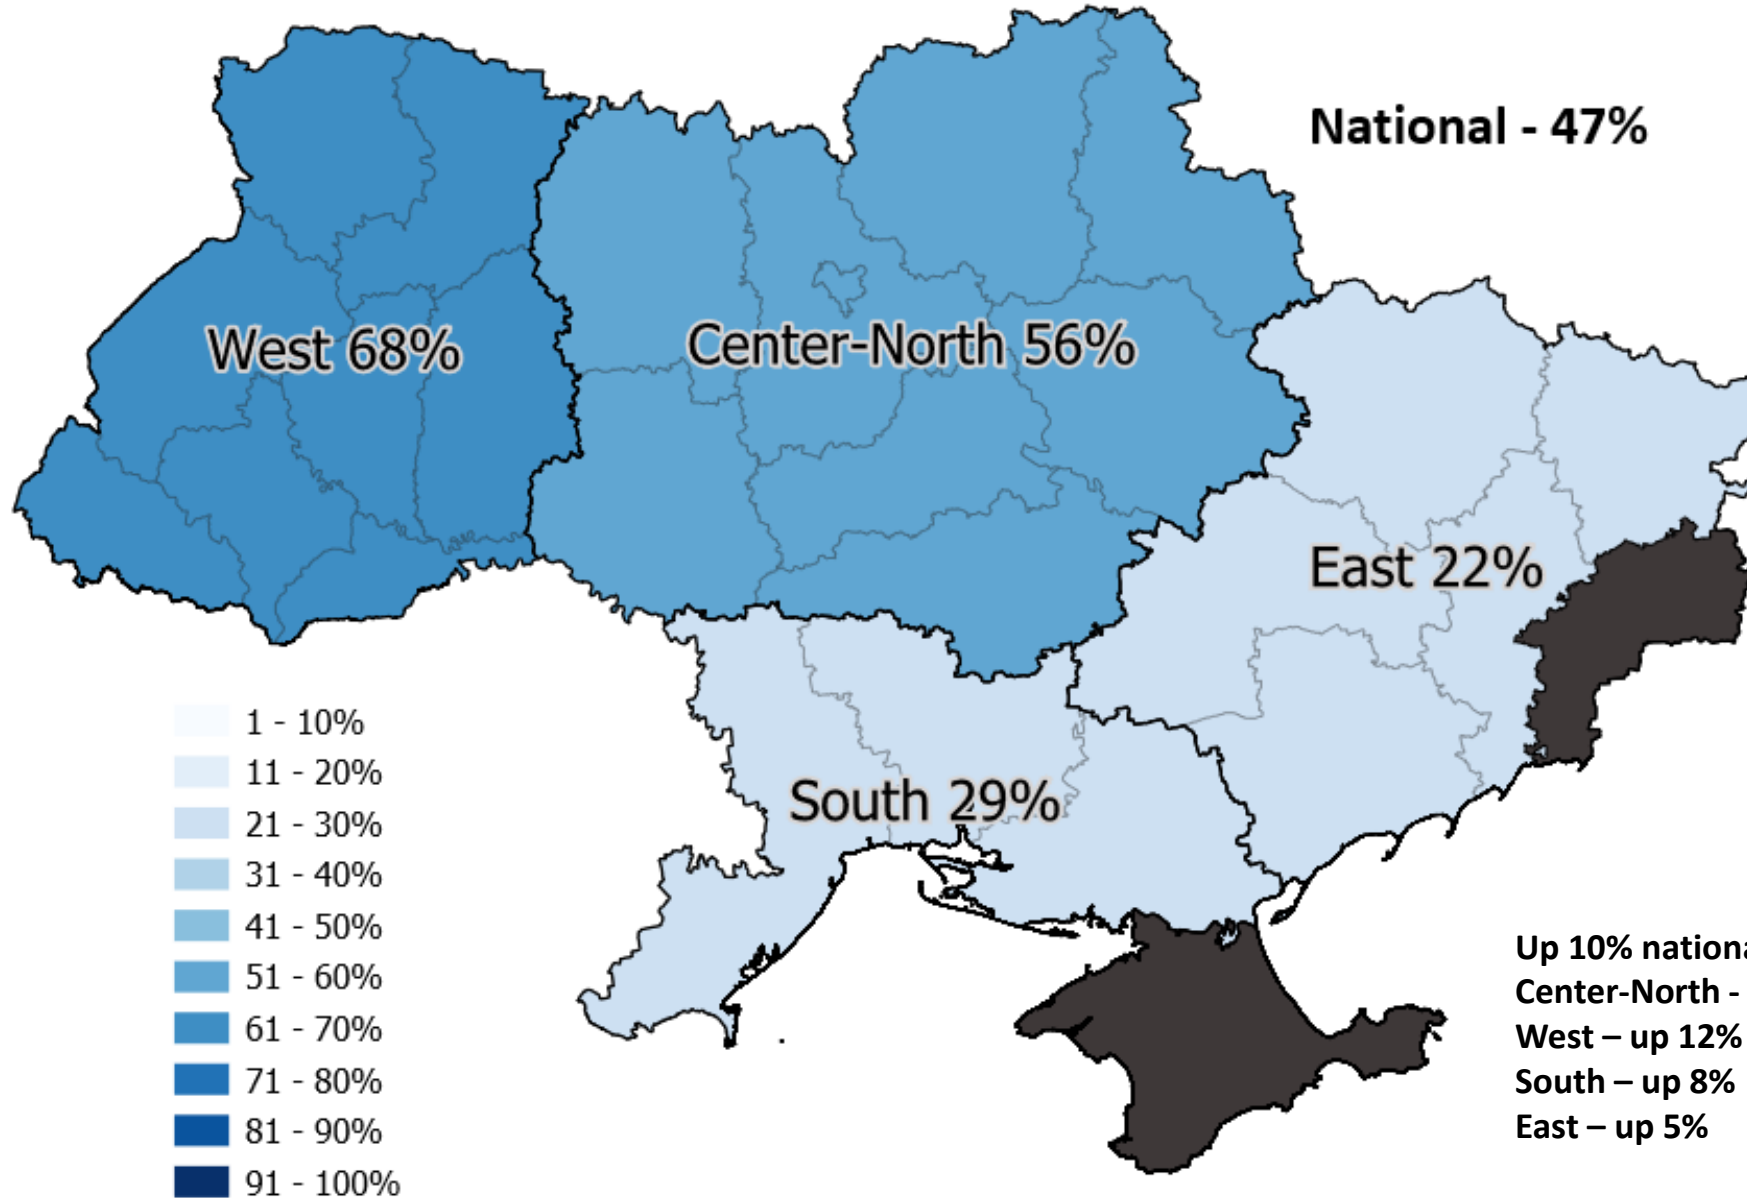 National - 47%
West 68%
Center-North 56%
East 22%
South 29%
1 - 10%
11 - 20%
21 - 30%
31 - 40%
41 - 50%
51 - 60%
61 - 70%
71 - 80%
81 - 90%
91 - 100%
Up 10%
Center-North -
West – up 12%
South – up 8%
East – up 5%